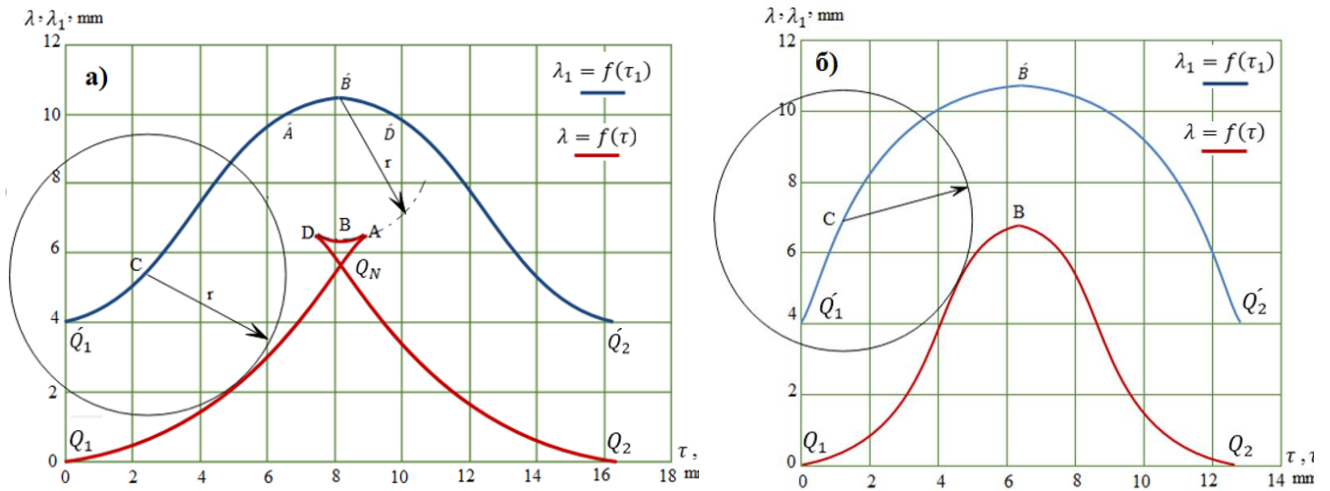 λ, λ₁, mm
12
10
8
6
4
2
0
0 2 4 6 8 10 12 14 16 18
τ,
mm
а)
λ₁ = f(τ₁)
λ = f(τ)
B́
Á
D́
r
D B A
Q_N
C
r
Q́₁
Q́₂
Q₁
Q₂
λ, λ₁, mm
12
10
8
6
4
2
0
0 2 4 6 8 10 12 14
τ, τ
mm
б)
λ₁ = f(τ₁)
λ = f(τ)
B́
C
B
Q́₁
Q́₂
Q₁
Q₂